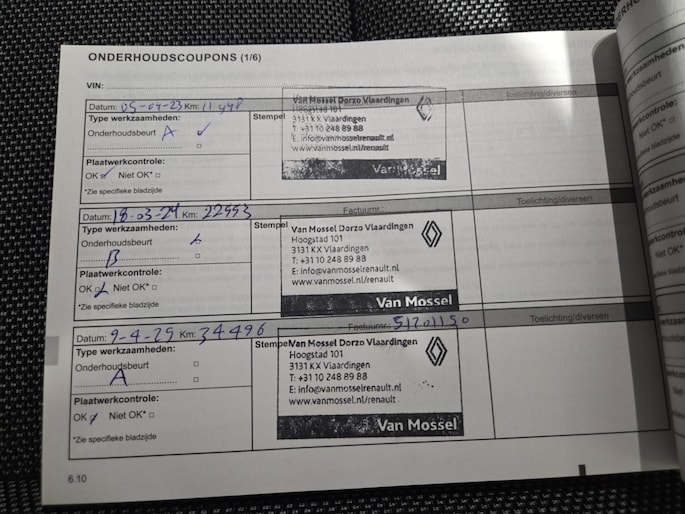 ONDERHOUDSCOUPONS (1/6)
VIN:
Datum: 05-04-23 Km: 11 448
Type werkzaamheden:
Onderhoudsbeurt A
Plaatwerkcontrole:
OK Niet OK*
*Zie specifieke bladzijde
Stempel
Van Mossel Dorzo Vlaardingen
Hoogstad 101
3131 KX Vlaardingen
T: +31 10 248 89 88
www.vanmosselrenault.nl/renault
Van Mossel
Toelichting/diversen
Datum: 18-03-24 Km: 22553
Factuurnr.
Type werkzaamheden:
Onderhoudsbeurt
B
Plaatwerkcontrole:
OK Niet OK*
*Zie specifieke bladzijde
Stempel
Van Mossel Dorzo Vlaardingen
Hoogstad 101
3131 KX Vlaardingen
T: +31 10 248 89 88
E: info@vanmosselrenault.nl
www.vanmossel.nl/renault
Van Mossel
Toelichting/diversen
Datum: 9-4-25 Km: 34496
Factuurnr. 51201150
Type werkzaamheden:
Onderhoudsbeurt
A
Plaatwerkcontrole:
OK Niet OK*
*Zie specifieke bladzijde
Stempel
Van Mossel Dorzo Vlaardingen
Hoogstad 101
3131 KX Vlaardingen
T: +31 10 248 89 88
E: info@vanmosselrenault.nl
www.vanmossel.nl/renault
Van Mossel
Toelichting/diversen
6.10